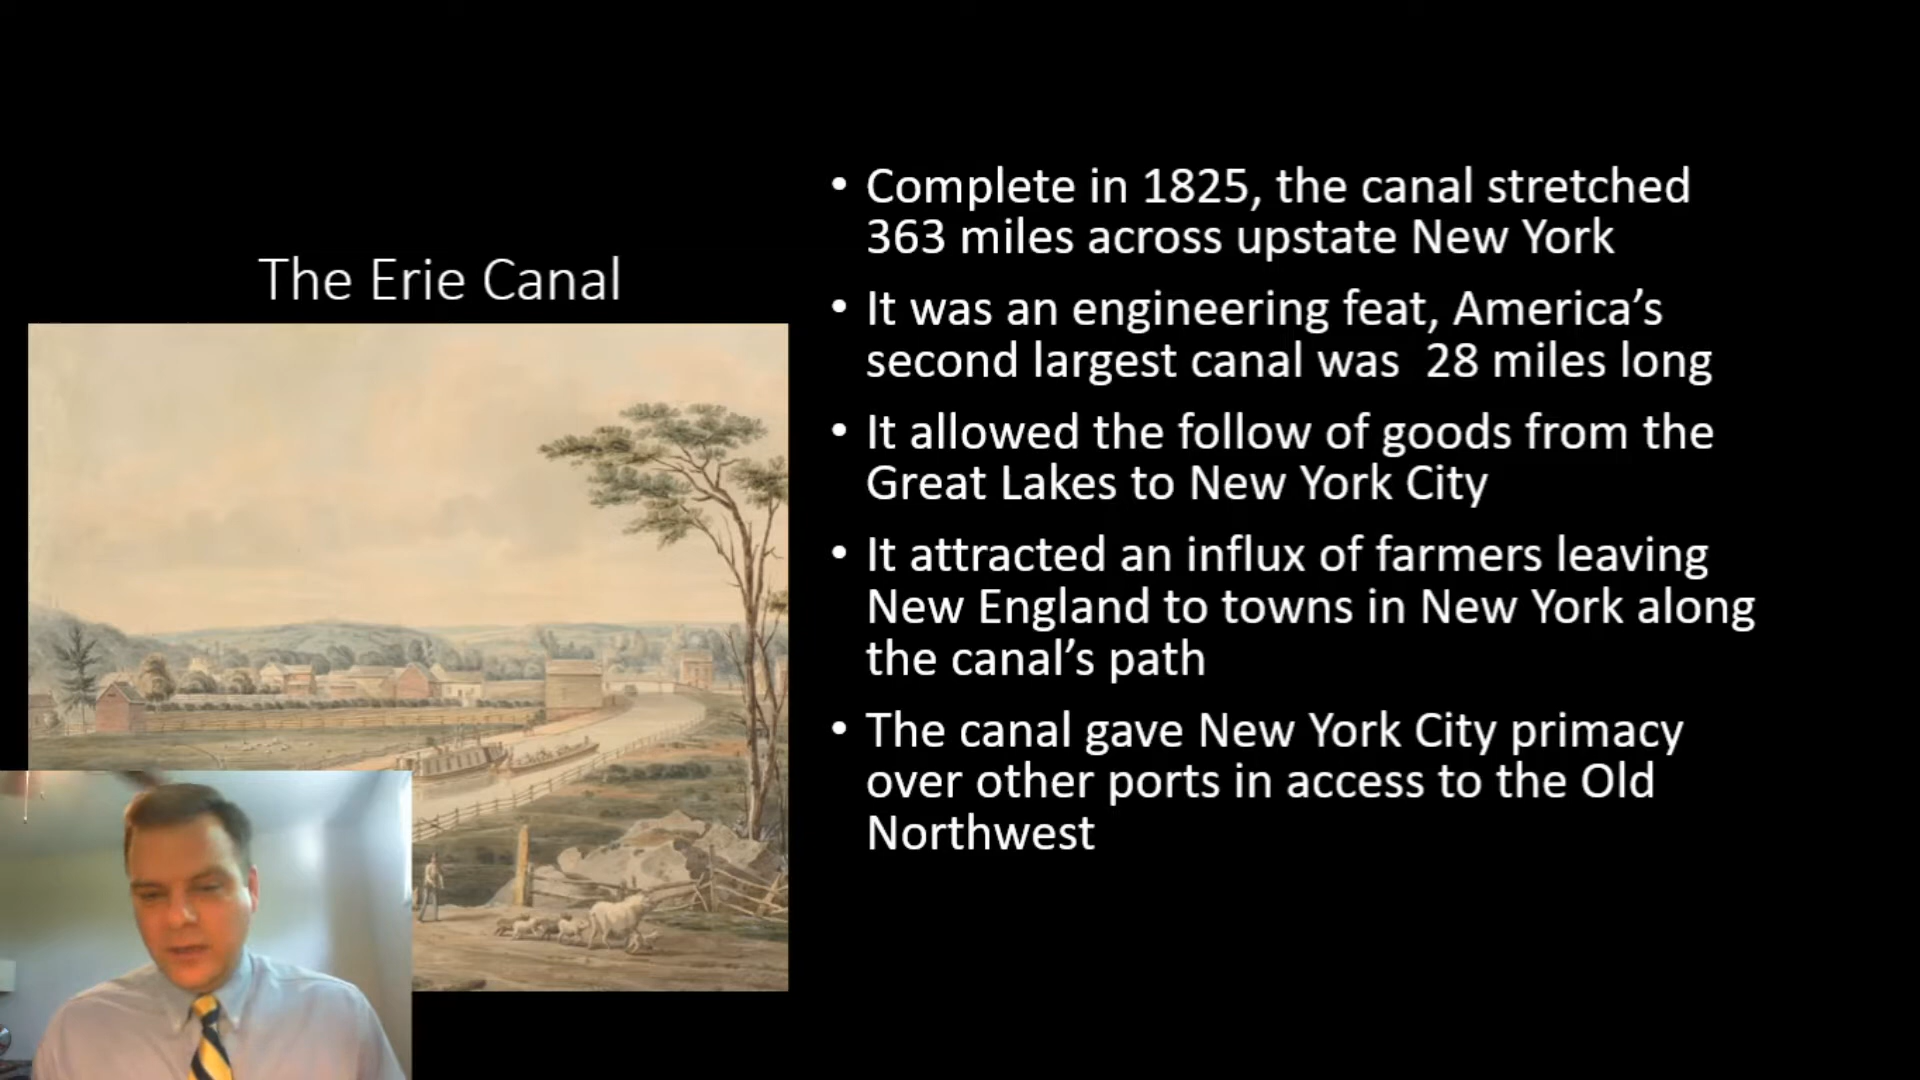 The Erie Canal
• Complete in 1825, the canal stretched
363 miles across upstate New York
• It was an engineering feat, America’s
second largest canal was  28 miles long
• It allowed the follow of goods from the
Great Lakes to New York City
• It attracted an influx of farmers leaving
New England to towns in New York along
the canal’s path
• The canal gave New York City primacy
over other ports in access to the Old
Northwest